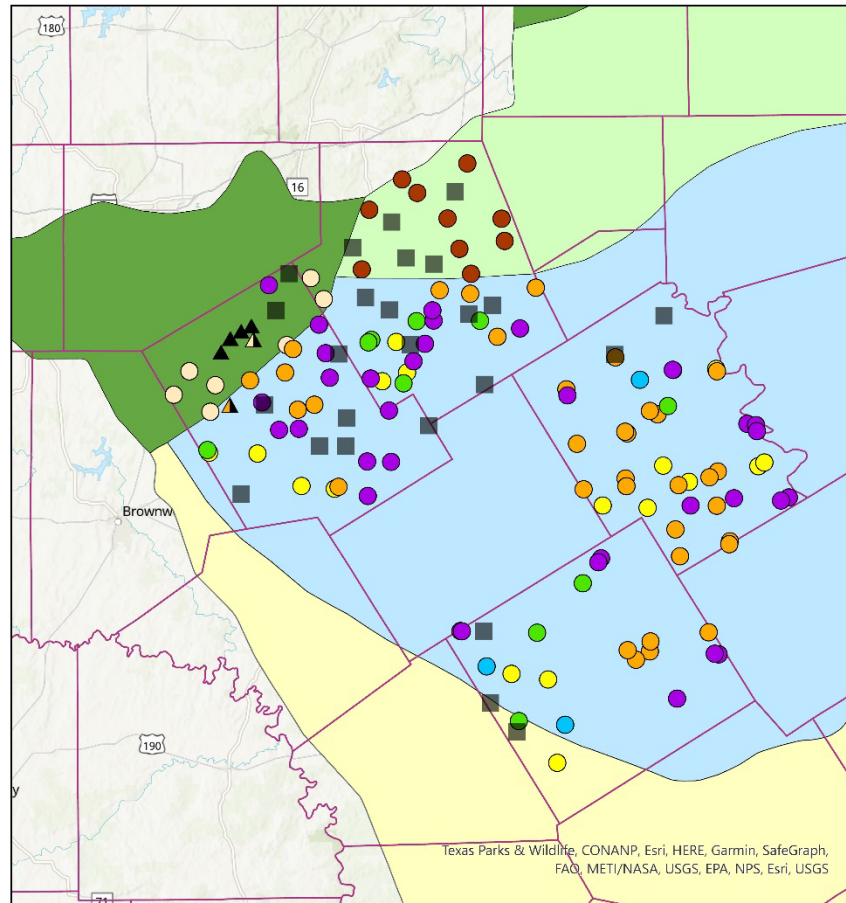 180
16
Brownw
190
y
71
Texas Parks & Wildlife, CONANP, Esri, HERE, Garmin, SafeGraph,
FAO, METI/NASA, USGS, EPA, NPS, Esri, USGS